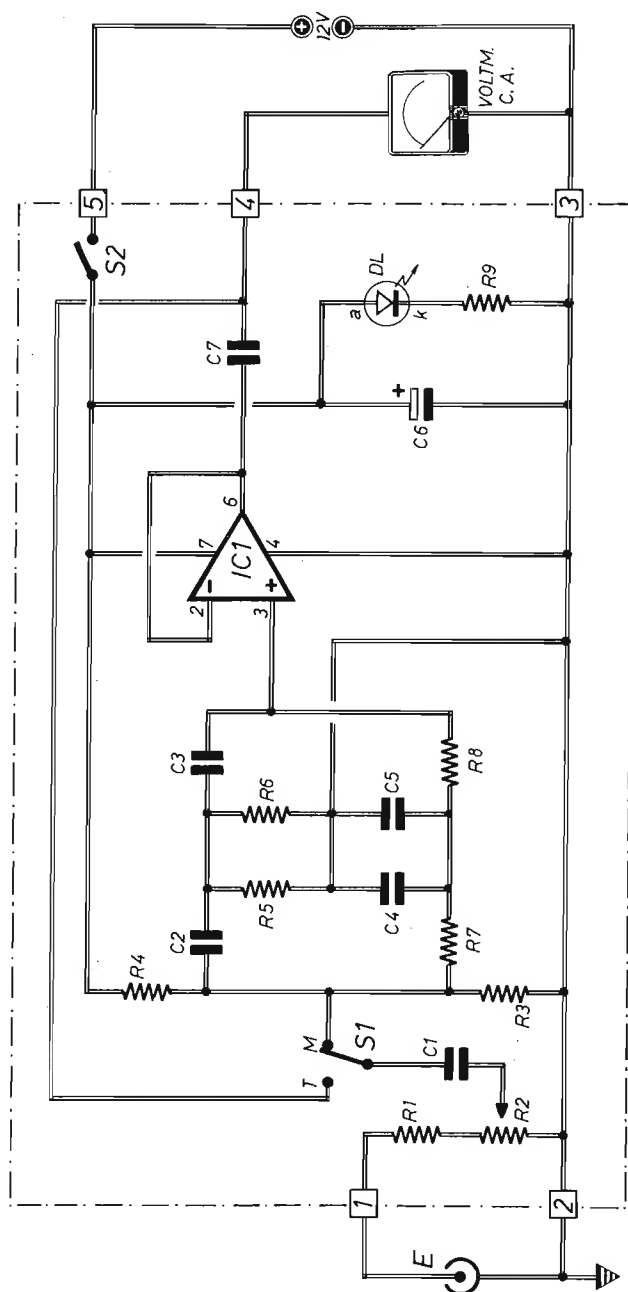 E
1
2
R1
R2
C1
T
M
S1
R4
R3
C2
R7
R5
C4
R6
C5
C3
R8
2
3
−
+
IC1
7
4
6
C7
C6
+
a
DL
k
R9
S2
5
4
3
+
12V
−
VOLTM.
C. A.